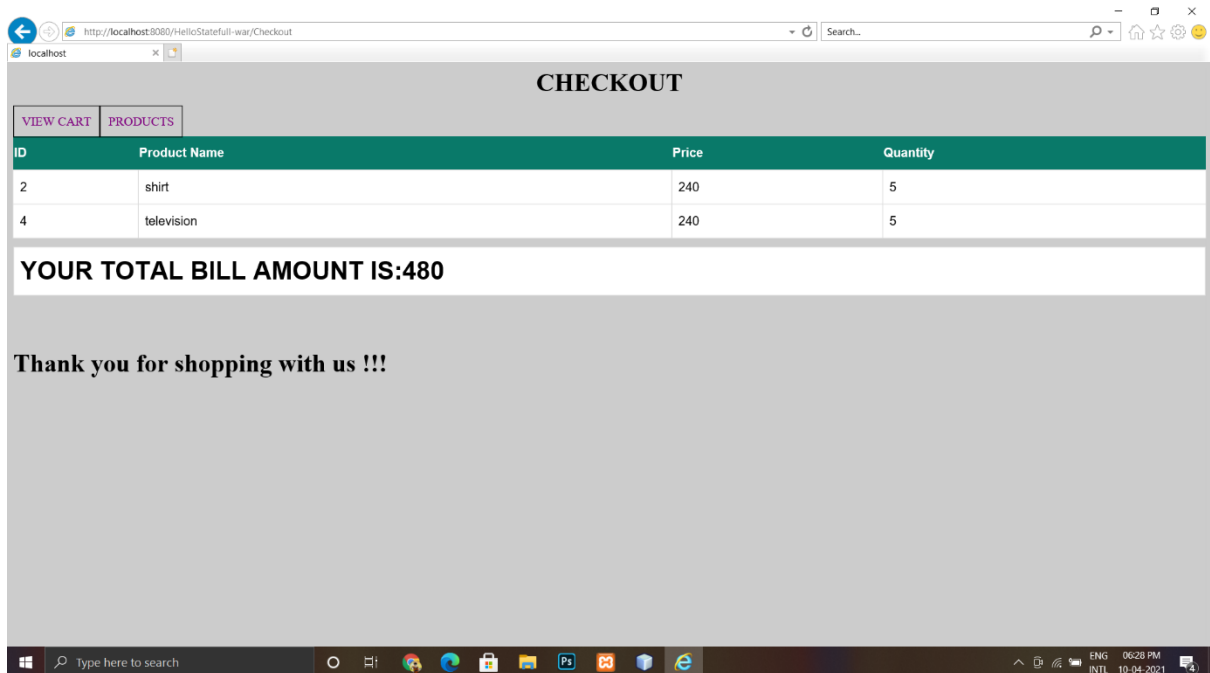 http://localhost:8080/HelloStatefull-war/Checkout
Search...
localhost
CHECKOUT
VIEW CART PRODUCTS
ID Product Name Price Quantity
2 shirt 240 5
4 television 240 5
YOUR TOTAL BILL AMOUNT IS:480
Thank you for shopping with us !!!
Type here to search
Ps
ENG 06:28 PM
INTL 10-04-2021
4